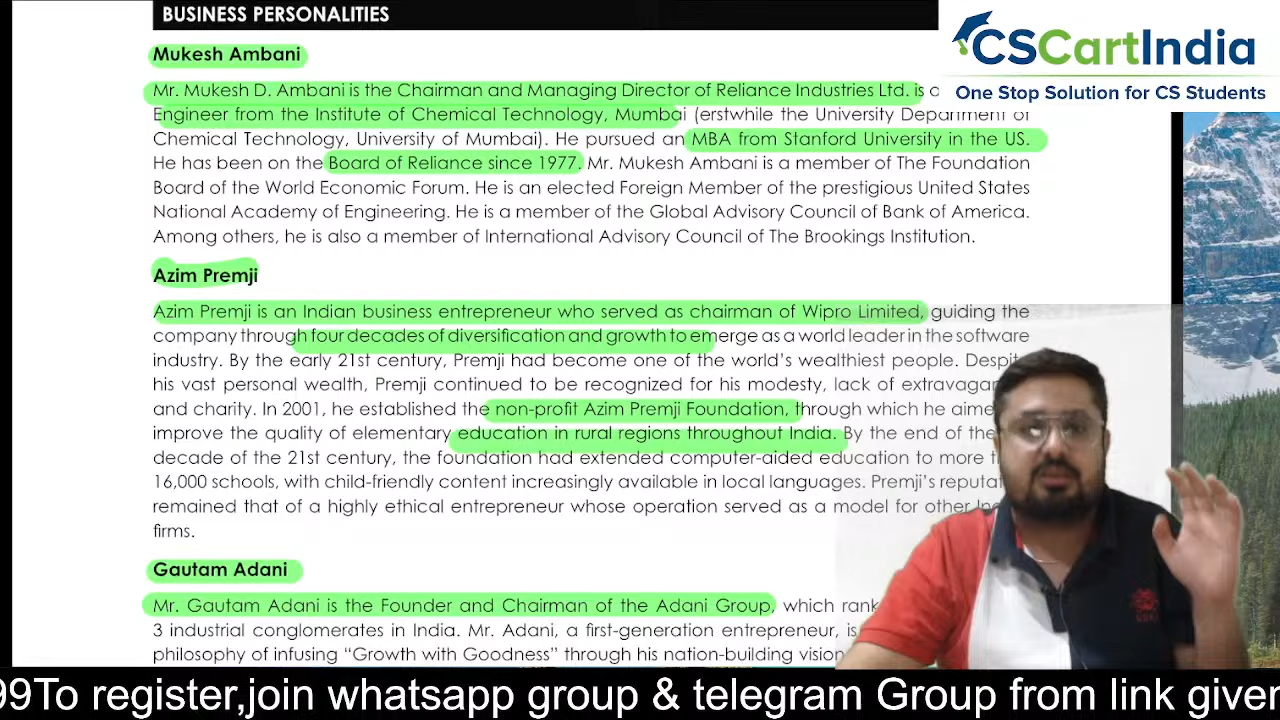 BUSINESS PERSONALITIES
CSCartIndia
One Stop Solution for CS Students
Mukesh Ambani
Mr. Mukesh D. Ambani is the Chairman and Managing Director of Reliance Industries Ltd. is a
Engineer from the Institute of Chemical Technology, Mumbai (erstwhile the University Department of
Chemical Technology, University of Mumbai). He pursued an MBA from Stanford University in the US.
He has been on the Board of Reliance since 1977. Mr. Mukesh Ambani is a member of The Foundation
Board of the World Economic Forum. He is an elected Foreign Member of the prestigious United States
National Academy of Engineering. He is a member of the Global Advisory Council of Bank of America.
Among others, he is also a member of International Advisory Council of The Brookings Institution.
Azim Premji
Azim Premji is an Indian business entrepreneur who served as chairman of Wipro Limited, guiding the
company through four decades of diversification and growth to emerge as a world leader in the software
industry. By the early 21st century, Premji had become one of the world's wealthiest people. Despite
his vast personal wealth, Premji continued to be recognized for his modesty, lack of extravagan
and charity. In 2001, he established the non-profit Azim Premji Foundation, through which he aime
improve the quality of elementary education in rural regions throughout India. By the end of the
decade of the 21st century, the foundation had extended computer-aided education to more t
16,000 schools, with child-friendly content increasingly available in local languages. Premji's reputat
remained that of a highly ethical entrepreneur whose operation served as a model for other In
firms.
Gautam Adani
Mr. Gautam Adani is the Founder and Chairman of the Adani Group, which rank
3 industrial conglomerates in India. Mr. Adani, a first-generation entrepreneur, is
philosophy of infusing "Growth with Goodness" through his nation-building vision
99To register,join whatsapp group & telegram Group from link given